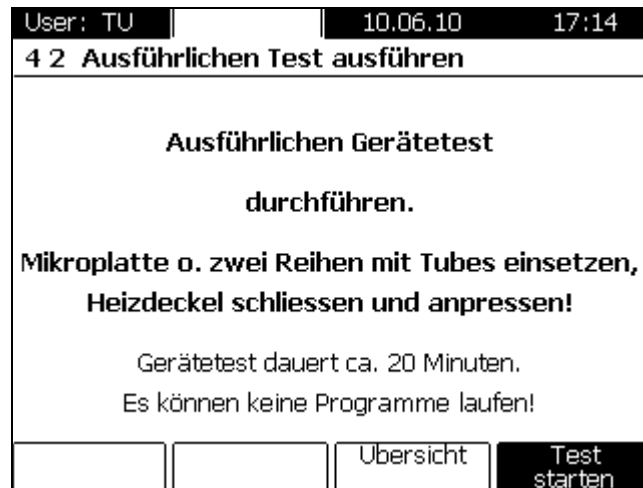 User: TU 10.06.10 17:14
4 2 Ausführlichen Test ausführen
Ausführlichen Gerätetest
durchführen.
Mikroplatte o. zwei Reihen mit Tubes einsetzen,
Heizdeckel schliessen und anpressen!
Gerätetest dauert ca. 20 Minuten.
Es können keine Programme laufen!
Übersicht Test
starten